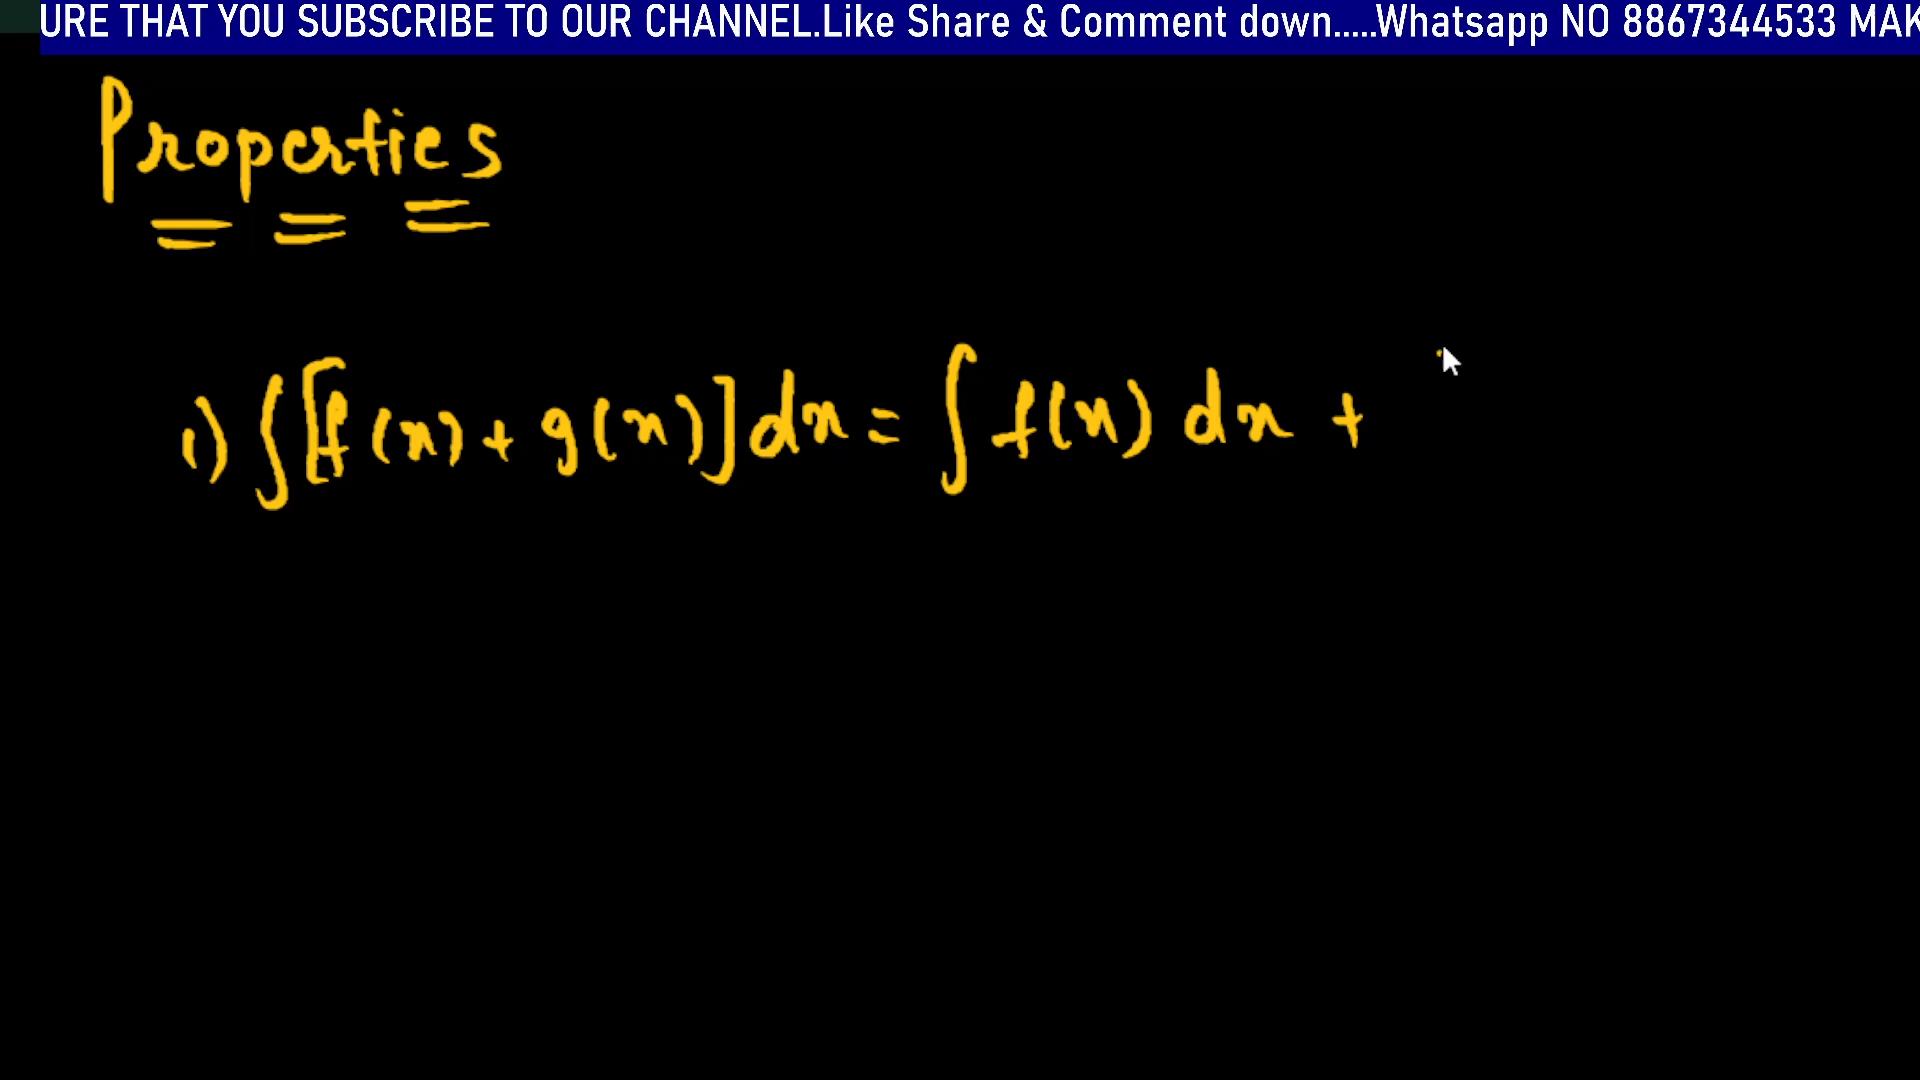 URE THAT YOU SUBSCRIBE TO OUR CHANNEL.Like Share & Comment down.....Whatsapp NO 8867344533 MAK
Properties
1) ∫[f(x)+g(x)]dx = ∫f(x) dx +